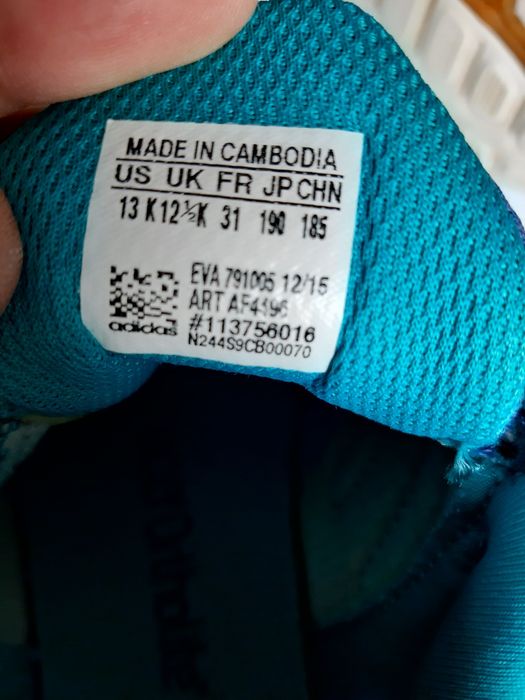 MADE IN CAMBODIA
US UK FR JP CHN
13 K 12½K 31 190 185
EVA 791005 12/15
ART AF4496
#113756016
N244S9CB00070
adidas
Ortholite